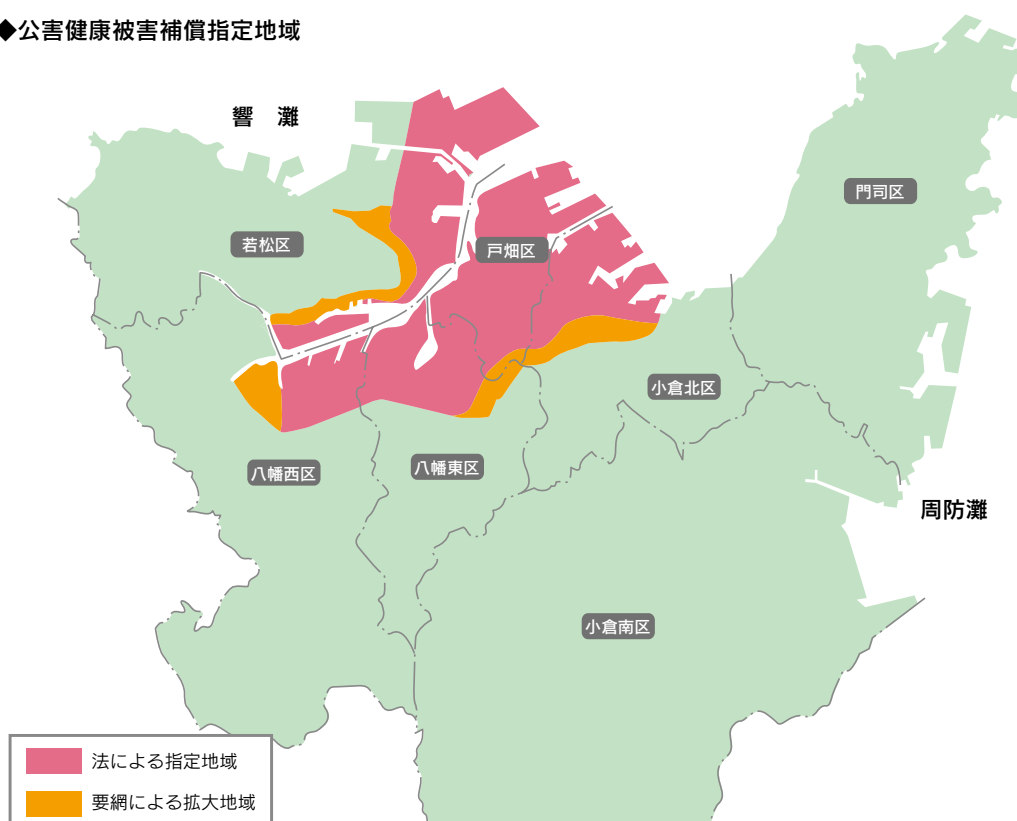 ◆公害健康被害補償指定地域
響 灘
門司区
若松区
戸畑区
小倉北区
八幡西区
八幡東区
周防灘
小倉南区
法による指定地域
要綱による拡大地域